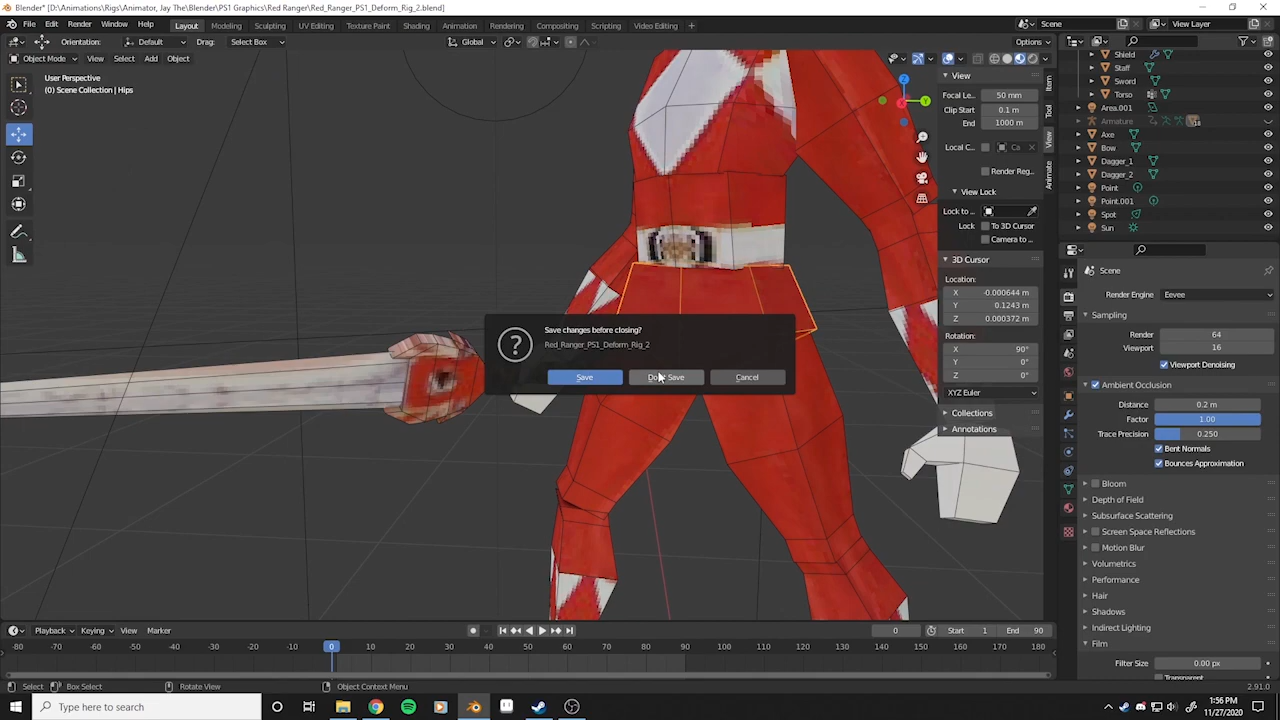 Blender* [D:\Animations\Rigs\Animator, Jay The\Blender\PS1 Graphics\Red Ranger\Red_Ranger_PS1_Deform_Rig_2.blend]
File Edit Render Window Help Layout Modeling Sculpting UV Editing Texture Paint Shading Animation Rendering Compositing Scripting Video Editing + Scene View Layer
Orientation: Default Drag: Select Box Global Options
Object Mode View Select Add Object
User Perspective
(0) Scene Collection | Hips
View
Focal Le... 50 mm
Clip Start 0.1 m
End 1000 m
Local C... Ca
Render Reg...
View Lock
Lock to ...
Lock To 3D Cursor
Camera to ...
3D Cursor
Location:
X -0.000644 m
Y 0.1243 m
Z 0.000372 m
Rotation:
X 90°
Y 0°
Z 0°
XYZ Euler
Collections
Annotations
Item
Tool
View
Animate
Shield
Staff
Sword
Torso
Area.001
Armature 18
Axe
Bow
Dagger_1
Dagger_2
Point
Point.001
Spot
Sun
Scene
Render Engine Eevee
Sampling
Render 64
Viewport 16
Viewport Denoising
Ambient Occlusion
Distance 0.2 m
Factor 1.00
Trace Precision 0.250
Bent Normals
Bounces Approximation
Bloom
Depth of Field
Subsurface Scattering
Screen Space Reflections
Motion Blur
Volumetrics
Performance
Hair
Shadows
Indirect Lighting
Film
Filter Size 0.00 px
Transparent
Save changes before closing?
Red_Ranger_PS1_Deform_Rig_2
Save Don't Save Cancel
Playback Keying View Marker 0 Start 1 End 90
-80 -70 -60 -50 -40 -30 -20 -10 0 10 20 30 40 50 60 70 80 90 100 110 120 130 140 150 160 170 180
Select Box Select Rotate View Object Context Menu 2.91.0
Type here to search
1:56 PM
11/27/2020